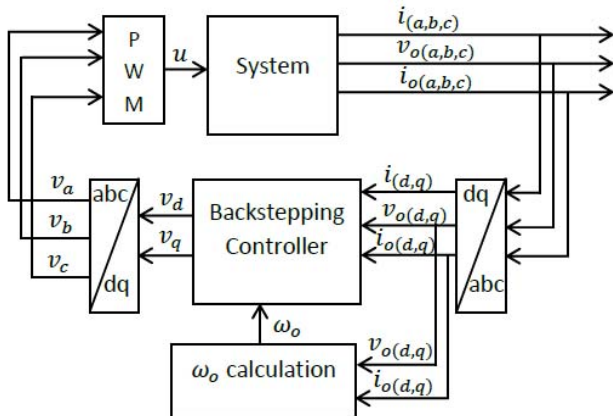 P
W
M
u
System
i(a,b,c)
vo(a,b,c)
io(a,b,c)
va
vb
vc
abc
dq
vd
vq
Backstepping
Controller
i(d,q)
vo(d,q)
io(d,q)
dq
abc
ωo
ωo calculation
vo(d,q)
io(d,q)